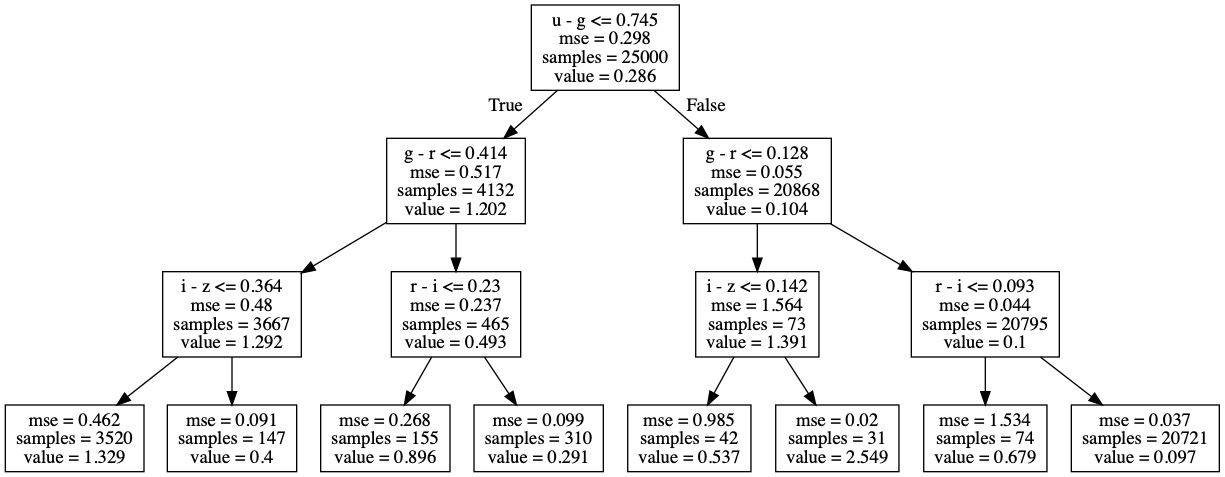 u - g <= 0.745
mse = 0.298
samples = 25000
value = 0.286
True
False
g - r <= 0.414
mse = 0.517
samples = 4132
value = 1.202
g - r <= 0.128
mse = 0.055
samples = 20868
value = 0.104
i - z <= 0.364
mse = 0.48
samples = 3667
value = 1.292
r - i <= 0.23
mse = 0.237
samples = 465
value = 0.493
i - z <= 0.142
mse = 1.564
samples = 73
value = 1.391
r - i <= 0.093
mse = 0.044
samples = 20795
value = 0.1
mse = 0.462
samples = 3520
value = 1.329
mse = 0.091
samples = 147
value = 0.4
mse = 0.268
samples = 155
value = 0.896
mse = 0.099
samples = 310
value = 0.291
mse = 0.985
samples = 42
value = 0.537
mse = 0.02
samples = 31
value = 2.549
mse = 1.534
samples = 74
value = 0.679
mse = 0.037
samples = 20721
value = 0.097